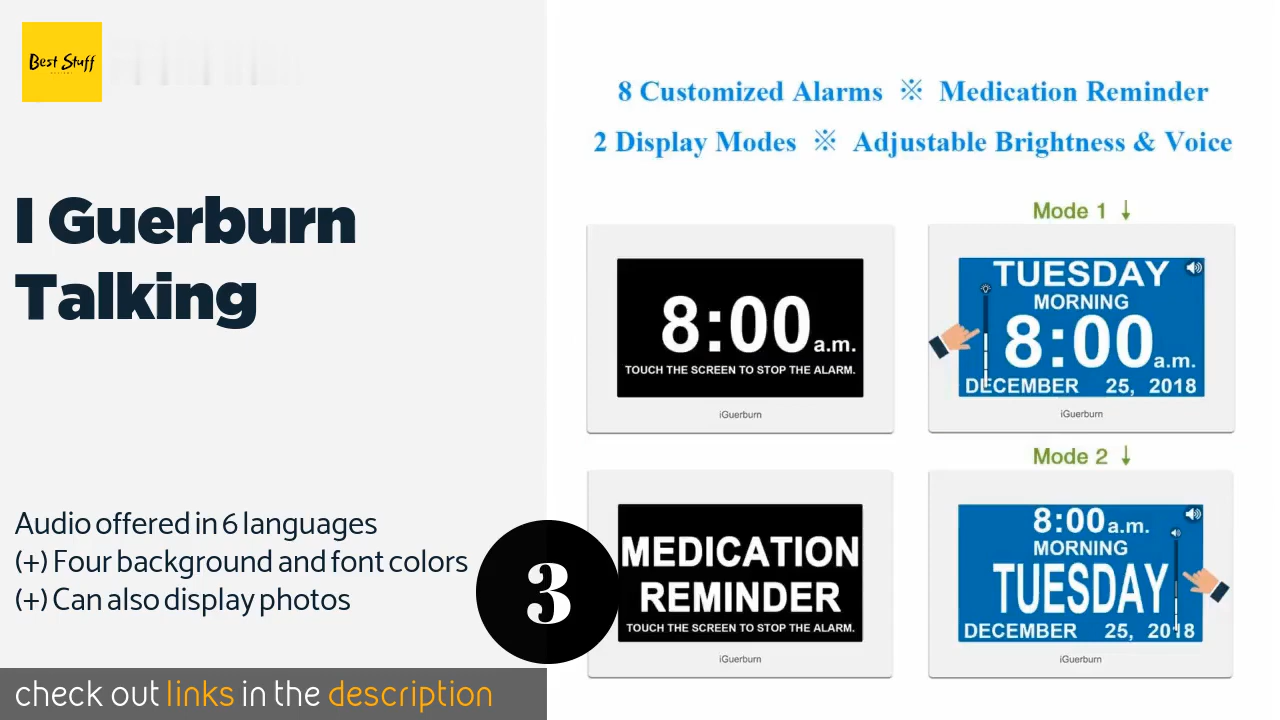 Best Stuff
I Guerburn
Talking
Audio offered in 6 languages
(+) Four background and font colors
(+) Can also display photos
check out links in the description
3
8 Customized Alarms ※ Medication Reminder
2 Display Modes ※ Adjustable Brightness & Voice
8:00 a.m.
TOUCH THE SCREEN TO STOP THE ALARM.
iGuerburn
Mode 1 ↓
TUESDAY
MORNING
8:00 a.m.
DECEMBER 25, 2018
iGuerburn
MEDICATION
REMINDER
TOUCH THE SCREEN TO STOP THE ALARM.
iGuerburn
Mode 2 ↓
8:00 a.m.
MORNING
TUESDAY
DECEMBER 25, 2018
iGuerburn